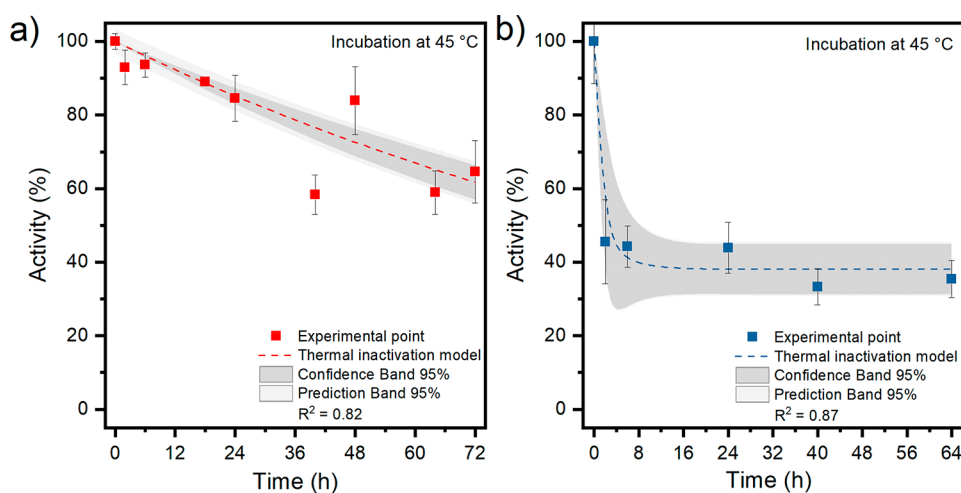 a)
Incubation at 45 °C
100
80
60
40
20
0
Activity (%)
Experimental point
Thermal inactivation model
Confidence Band 95%
Prediction Band 95%
R² = 0.82
0 12 24 36 48 60 72
Time (h)
b)
Incubation at 45 °C
100
80
60
40
20
0
Activity (%)
Experimental point
Thermal inactivation model
Confidence Band 95%
Prediction Band 95%
R² = 0.87
0 8 16 24 32 40 48 56 64
Time (h)